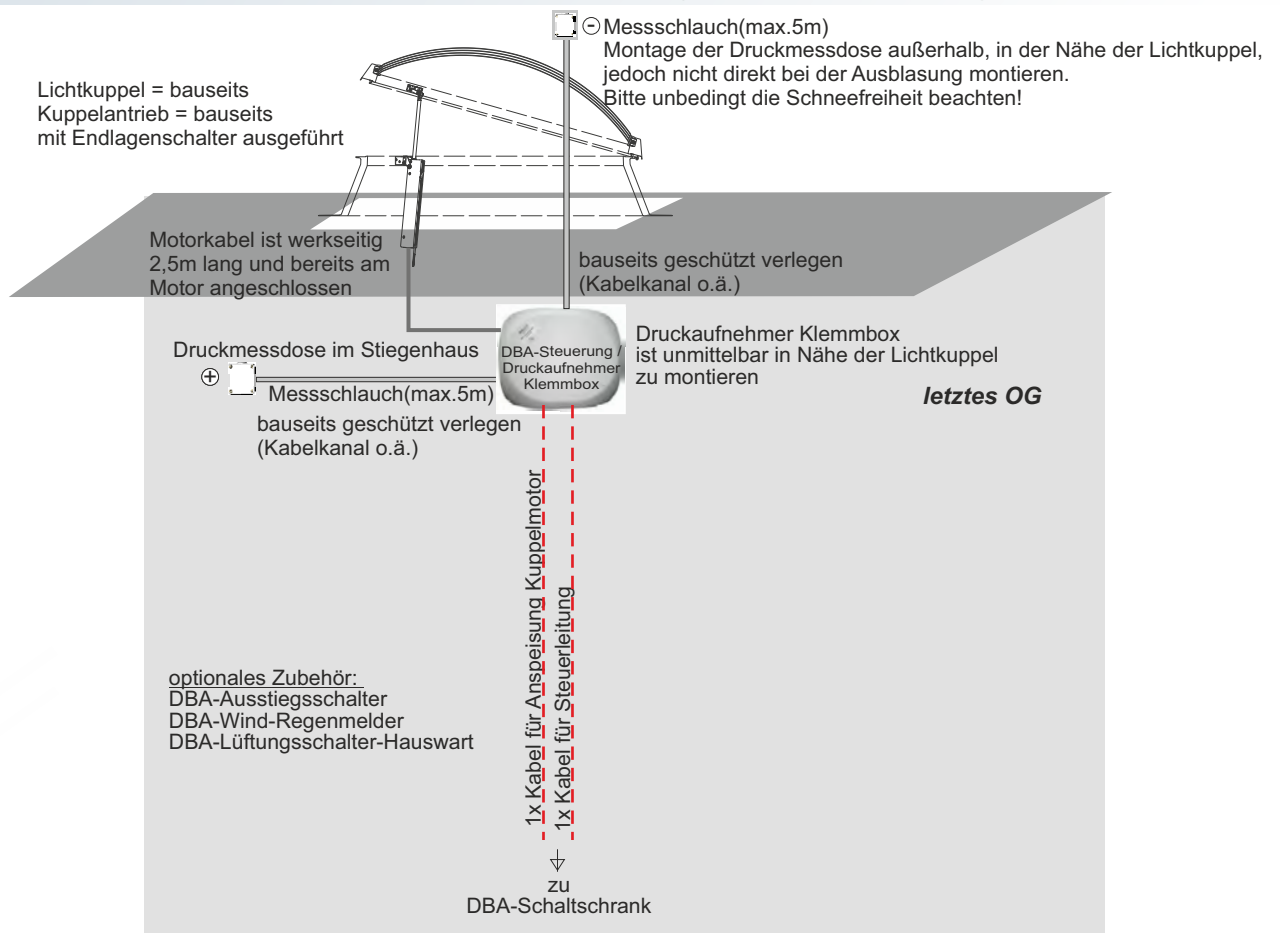 ⊖ Messschlauch(max.5m)
Montage der Druckmessdose außerhalb, in der Nähe der Lichtkuppel,
jedoch nicht direkt bei der Ausblasung montieren.
Bitte unbedingt die Schneefreiheit beachten!
Lichtkuppel = bauseits
Kuppelantrieb = bauseits
mit Endlagenschalter ausgeführt
Motorkabel ist werkseitig
2,5m lang und bereits am
Motor angeschlossen
bauseits geschützt verlegen
(Kabelkanal o.ä.)
Druckmessdose im Stiegenhaus
⊕
Messschlauch(max.5m)
bauseits geschützt verlegen
(Kabelkanal o.ä.)
DBA-Steuerung /
Druckaufnehmer
Klemmbox
Druckaufnehmer Klemmbox
ist unmittelbar in Nähe der Lichtkuppel
zu montieren
letztes OG
1x Kabel für Anspeisung Kuppelmotor
1x Kabel für Steuerleitung
optionales Zubehör:
DBA-Ausstiegsschalter
DBA-Wind-Regenmelder
DBA-Lüftungsschalter-Hauswart
zu
DBA-Schaltschrank